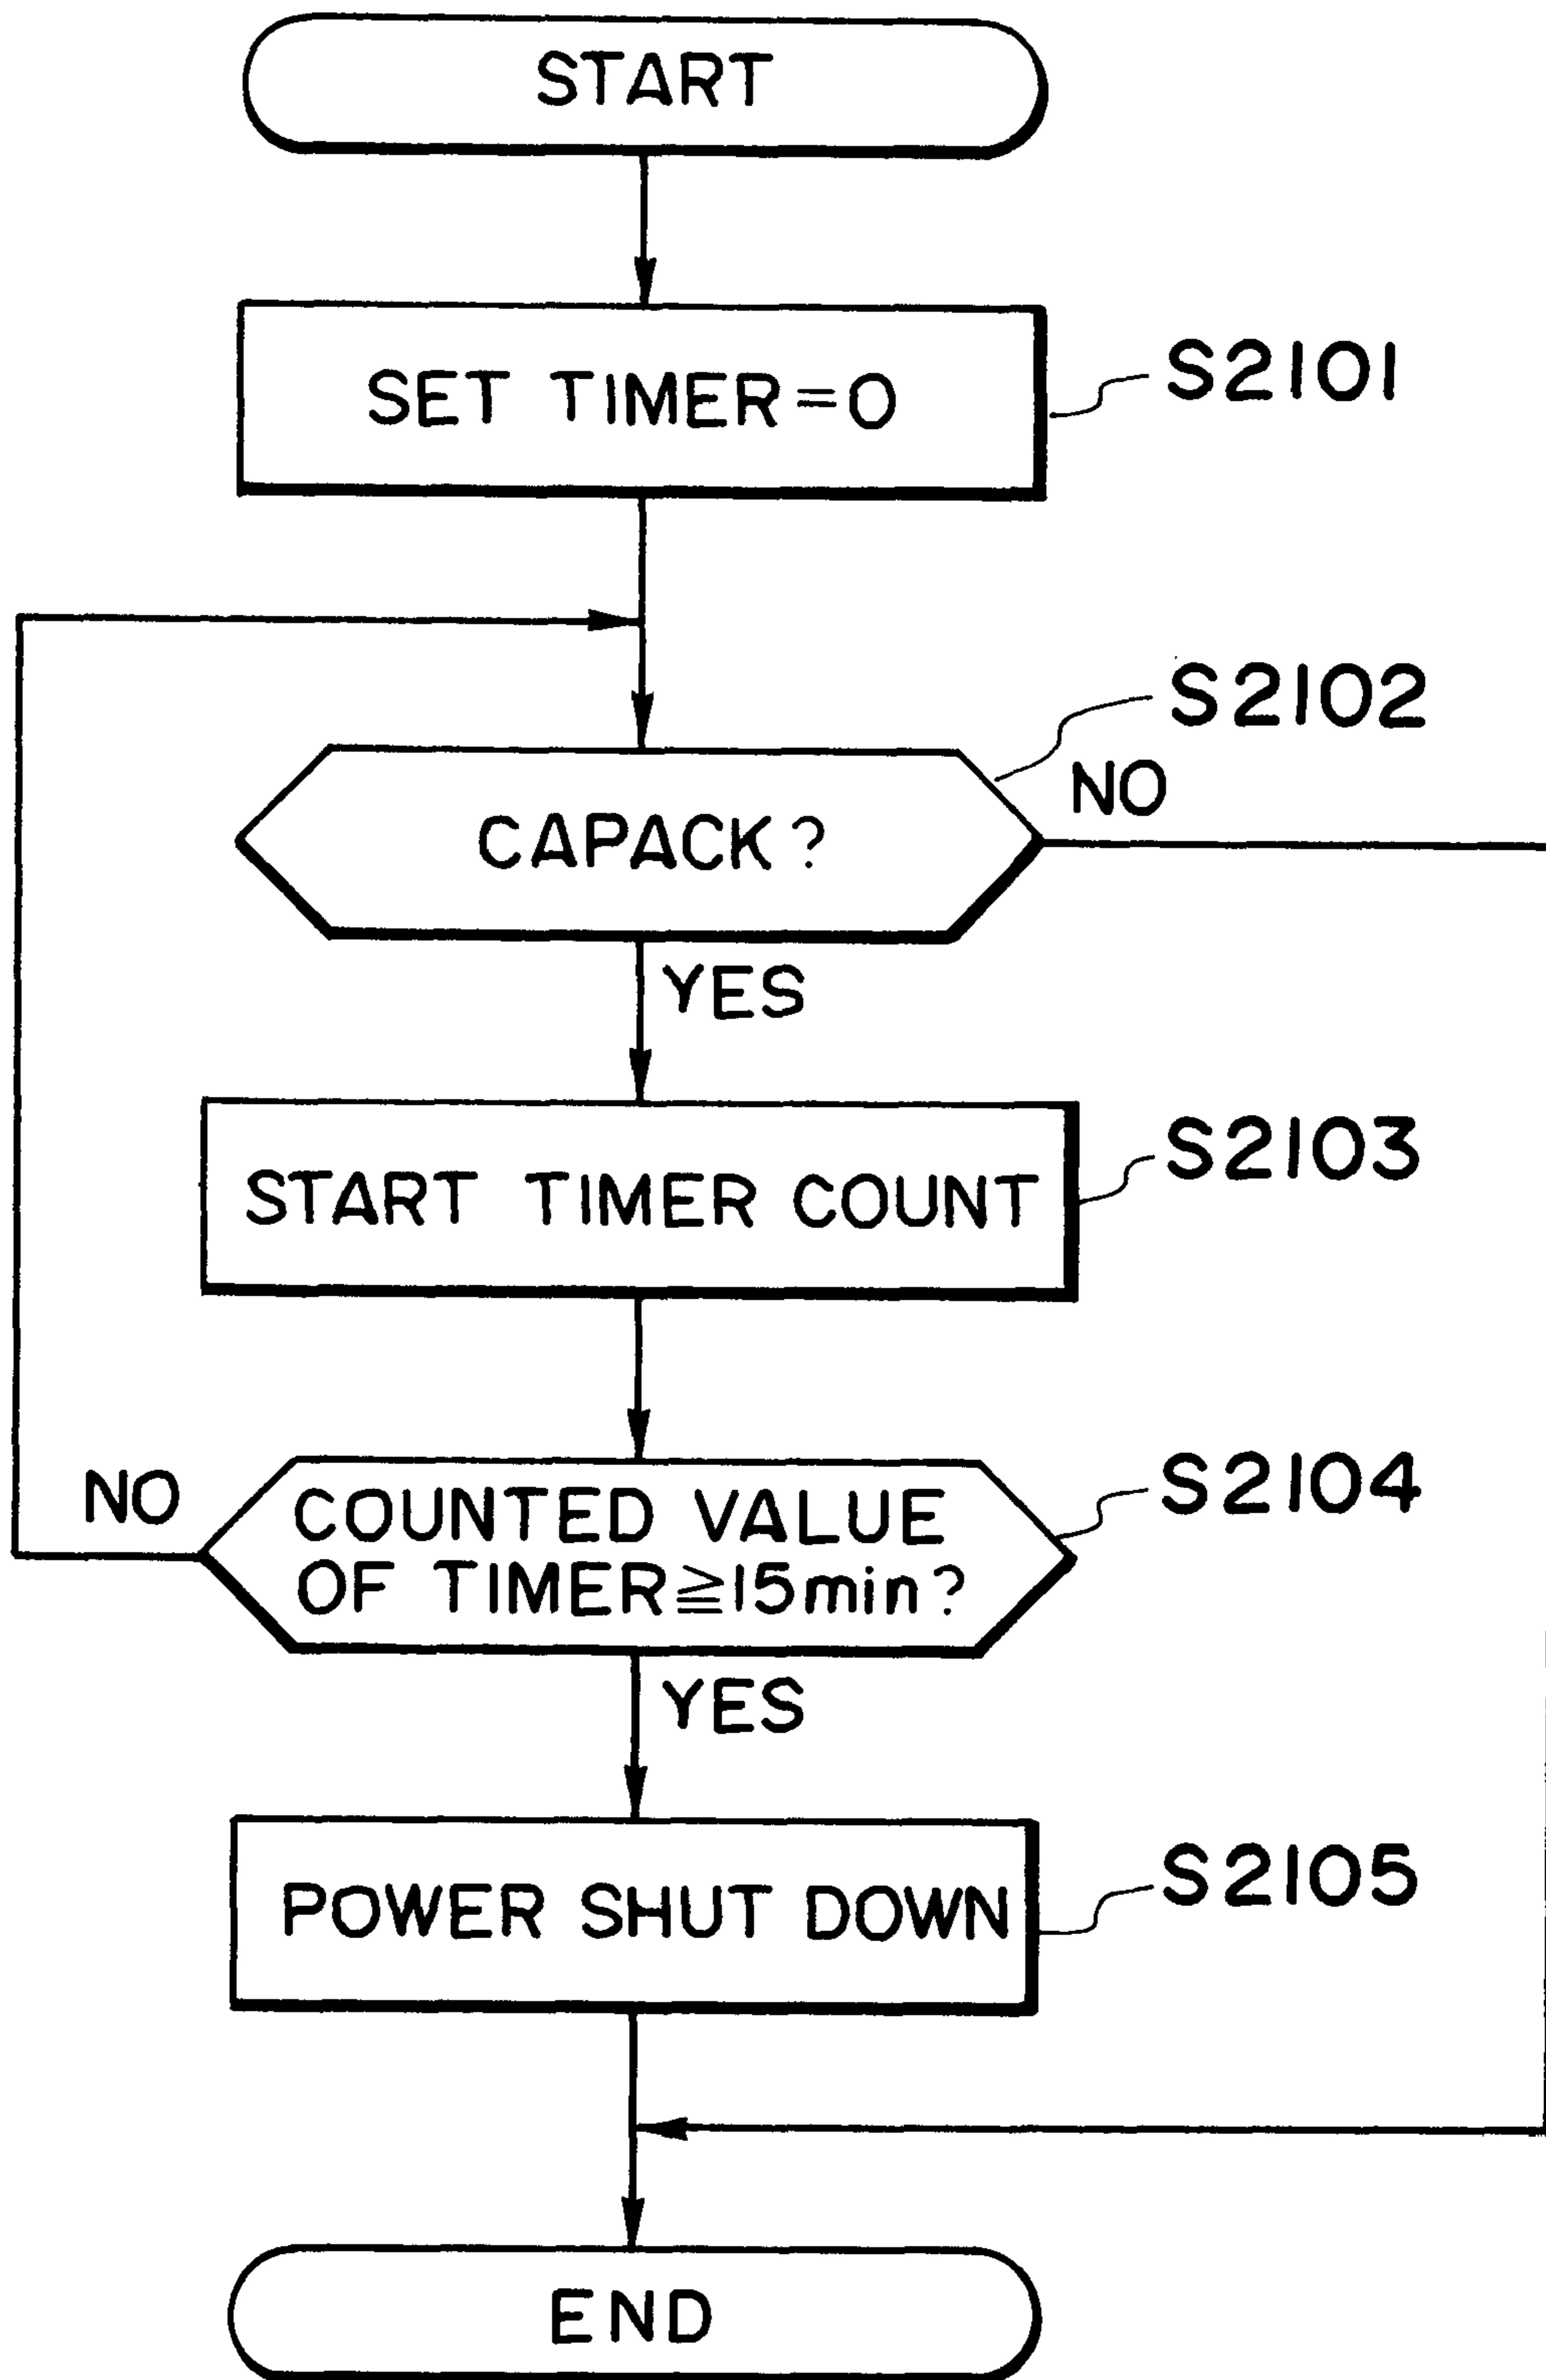 START
SET TIMER=0
S2101
S2102
NO
CAPACK?
YES
START TIMER COUNT
S2103
S2104
NO
COUNTED VALUE
OF TIMER≧15min?
YES
POWER SHUT DOWN
S2105
END